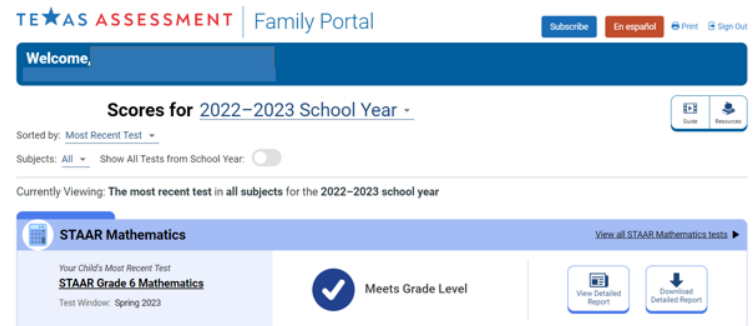 TEXAS ASSESSMENT Family Portal
Subscribe En español Print Sign Out
Welcome,
Scores for 2022–2023 School Year
Guide Resources
Sorted by: Most Recent Test
Subjects: All Show All Tests from School Year:
Currently Viewing: The most recent test in all subjects for the 2022–2023 school year
STAAR Mathematics View all STAAR Mathematics tests
Your Child's Most Recent Test
STAAR Grade 6 Mathematics
Test Window: Spring 2023
Meets Grade Level
View Detailed
Report
Download
Detailed Report